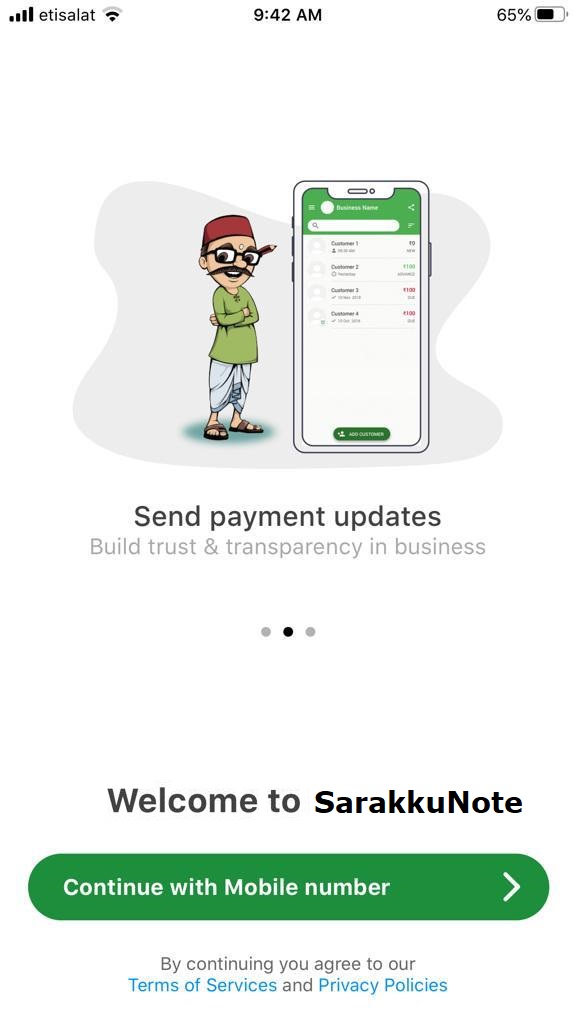 etisalat 9:42 AM 65%
Business Name
Customer 1 ₹0
09:30 AM NEW
Customer 2 ₹100
Yesterday ADVANCE
Customer 3 ₹100
10 Nov 2018 DUE
Customer 4 ₹100
10 Oct 2018 DUE
ADD CUSTOMER
Send payment updates
Build trust & transparency in business
Welcome to SarakkuNote
Continue with Mobile number
By continuing you agree to our
Terms of Services and Privacy Policies